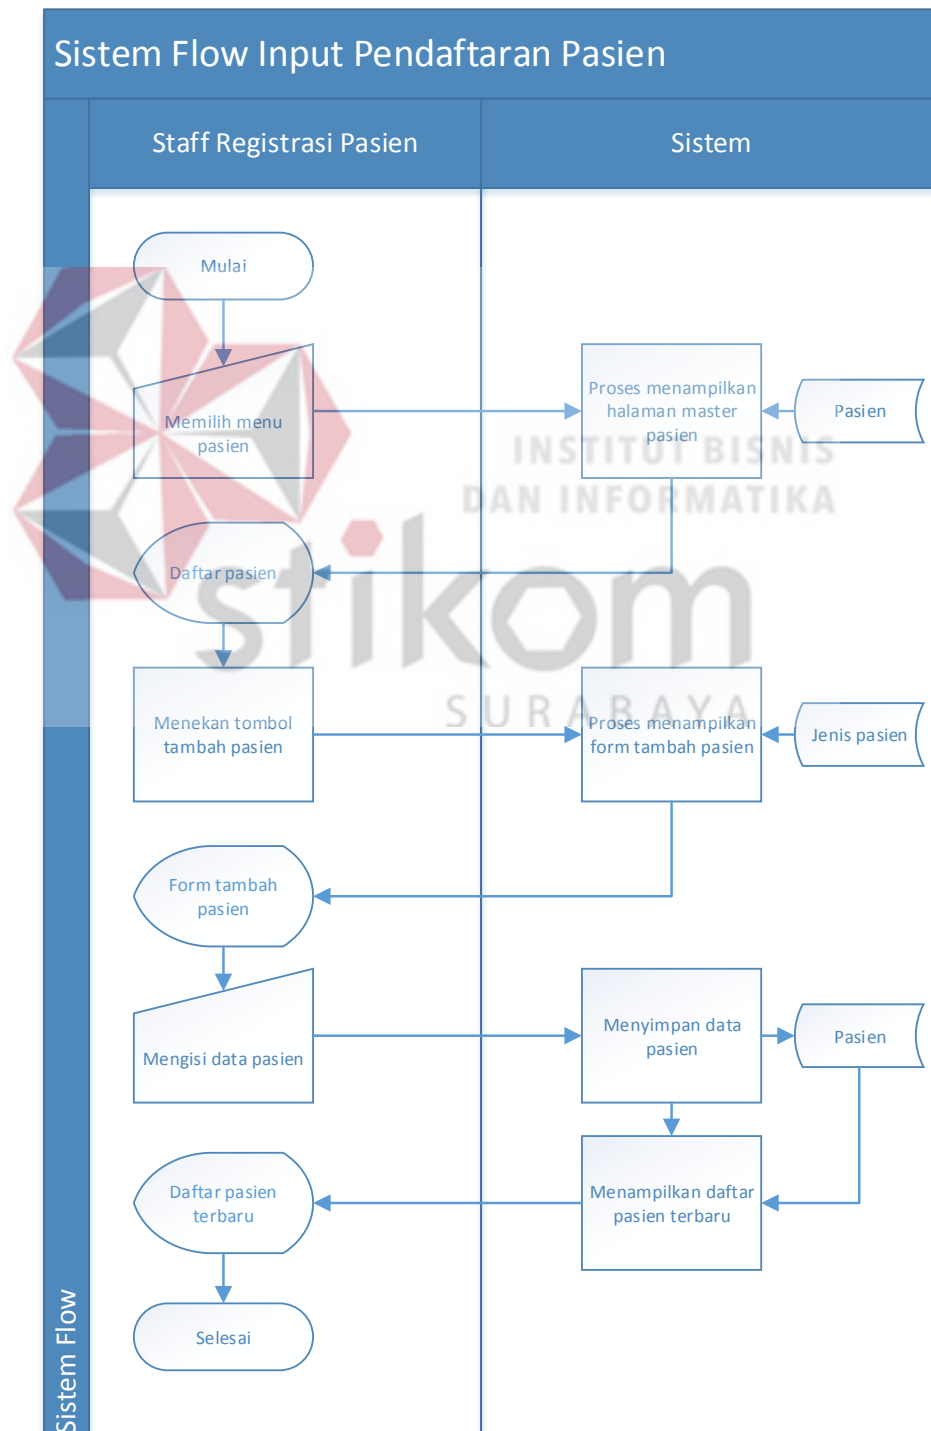 Sistem Flow Input Pendaftaran Pasien
Staff Registrasi Pasien
Sistem
Mulai
Memilih menu
pasien
Proses menampilkan
halaman master
pasien
Pasien
INSTITUT BISNIS
DAN INFORMATIKA
Daftar pasien
stikom
SURABAYA
Menekan tombol
tambah pasien
Proses menampilkan
form tambah pasien
Jenis pasien
Form tambah
pasien
Mengisi data pasien
Menyimpan data
pasien
Pasien
Daftar pasien
terbaru
Menampilkan daftar
pasien terbaru
Selesai
Sistem Flow